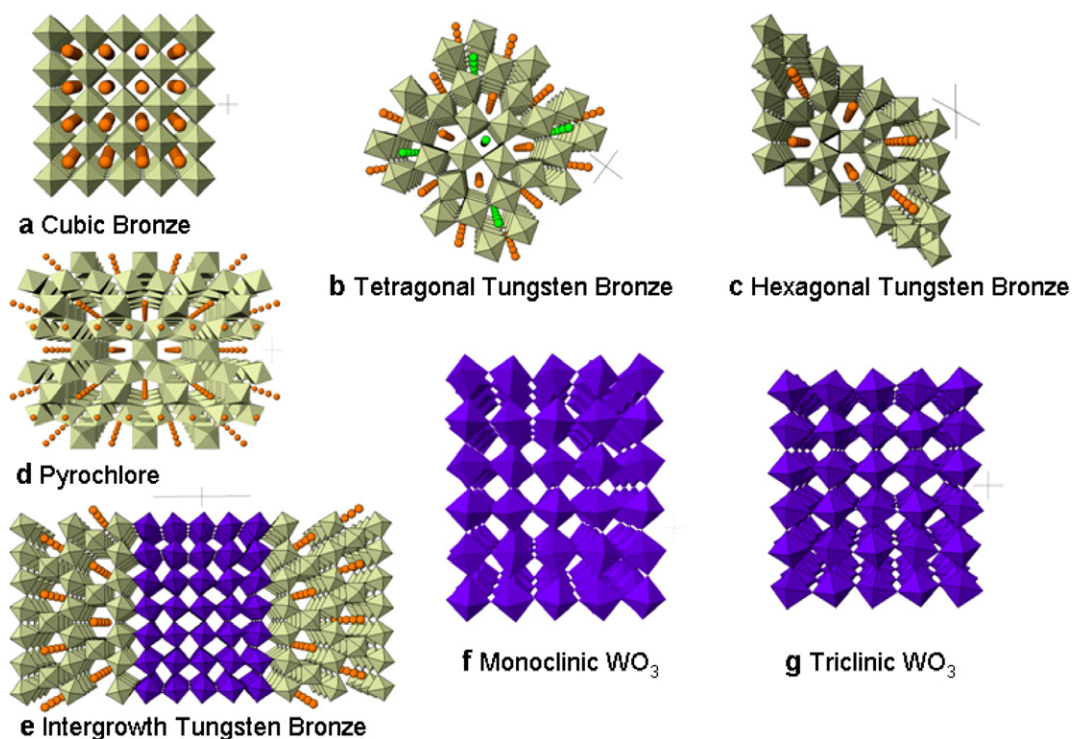 a Cubic Bronze
b Tetragonal Tungsten Bronze
c Hexagonal Tungsten Bronze
d Pyrochlore
e Intergrowth Tungsten Bronze
f Monoclinic WO₃
g Triclinic WO₃